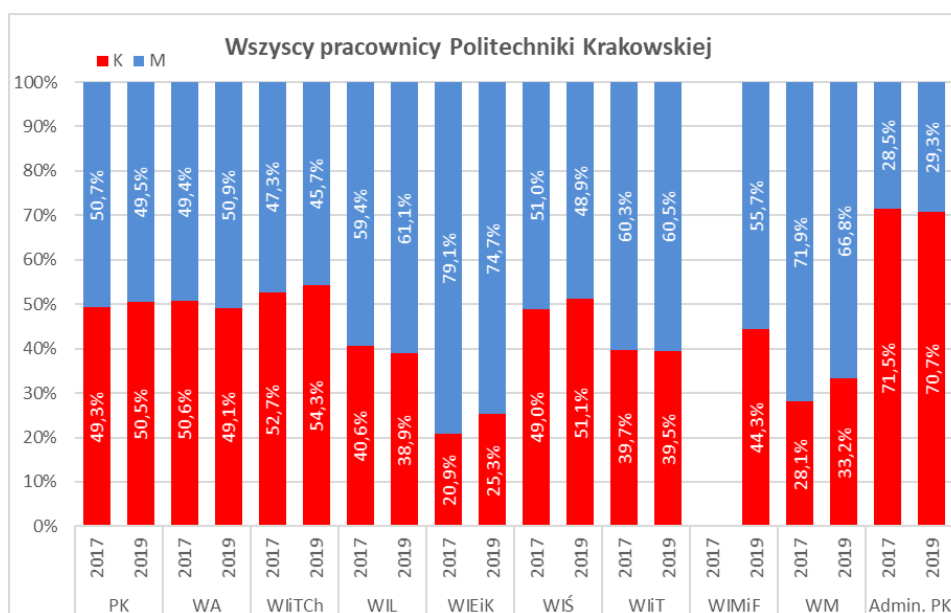 Wszyscy pracownicy Politechniki Krakowskiej
K M
100%
90%
80%
70%
60%
50%
40%
30%
20%
10%
0%
50,7% 49,5% 49,4% 50,9% 47,3% 45,7% 59,4% 61,1% 79,1% 74,7% 51,0% 48,9% 60,3% 60,5% 55,7% 71,9% 66,8% 28,5% 29,3%
49,3% 50,5% 50,6% 49,1% 52,7% 54,3% 40,6% 38,9% 20,9% 25,3% 49,0% 51,1% 39,7% 39,5% 44,3% 28,1% 33,2% 71,5% 70,7%
2017 2019 2017 2019 2017 2019 2017 2019 2017 2019 2017 2019 2017 2019 2017 2019 2017 2019 2017 2019
PK WA WIiTCh WIL WIEiK WIŚ WIiT WIMiF WM Admin. PK